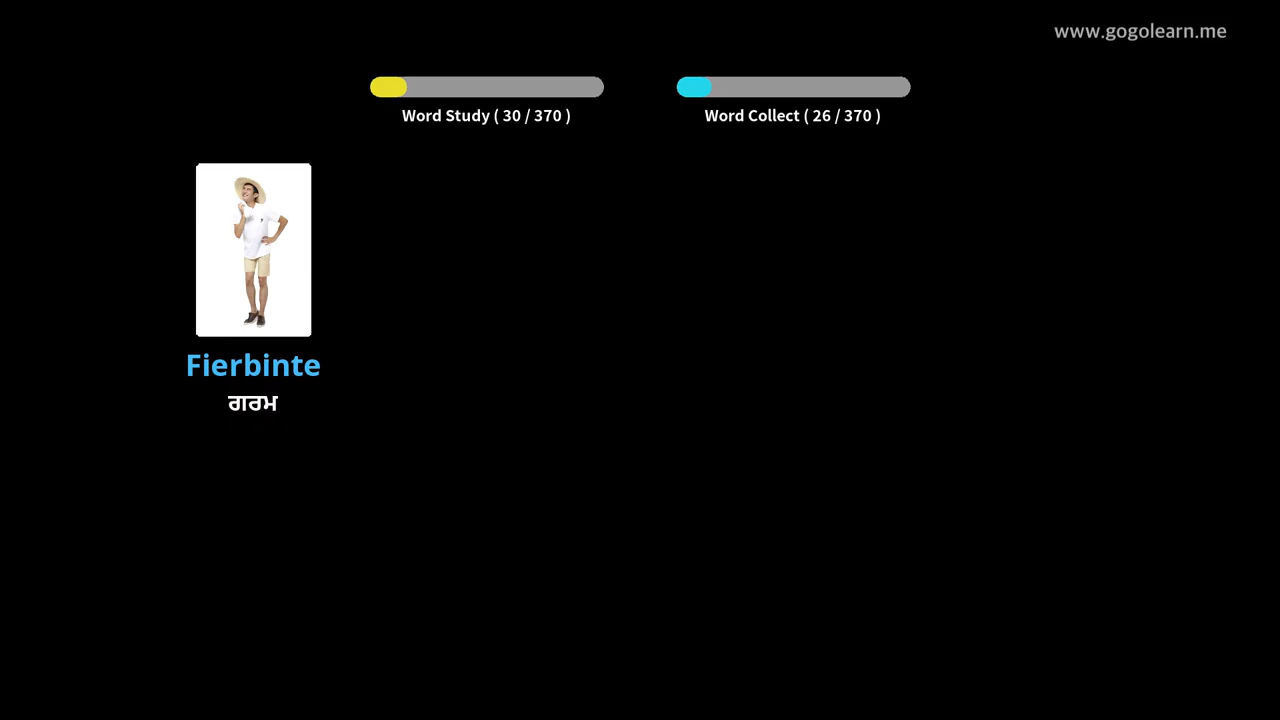 www.gogolearn.me
Word Study ( 30 / 370 )
Word Collect ( 26 / 370 )
Fierbinte
ਗਰਮ